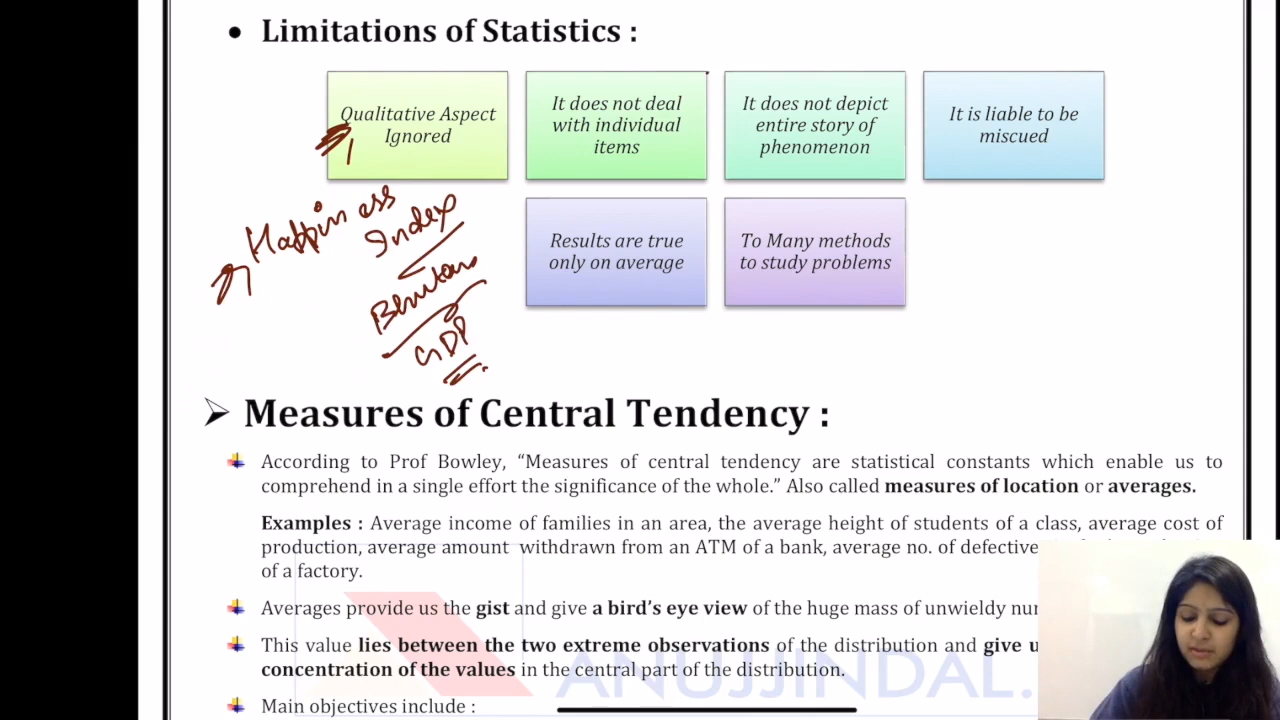 • Limitations of Statistics :
Qualitative Aspect
Ignored
It does not deal
with individual
items
It does not depict
entire story of
phenomenon
It is liable to be
miscued
Happiness
Index
Bhutan
GDP
Results are true
only on average
To Many methods
to study problems
➢ Measures of Central Tendency :
According to Prof Bowley, “Measures of central tendency are statistical constants which enable us to
comprehend in a single effort the significance of the whole.” Also called measures of location or averages.
Examples : Average income of families in an area, the average height of students of a class, average cost of
production, average amount withdrawn from an ATM of a bank, average no. of defective
of a factory.
Averages provide us the gist and give a bird’s eye view of the huge mass of unwieldy
This value lies between the two extreme observations of the distribution and give
concentration of the values in the central part of the distribution.
ANUJJINDAL.
Main objectives include :